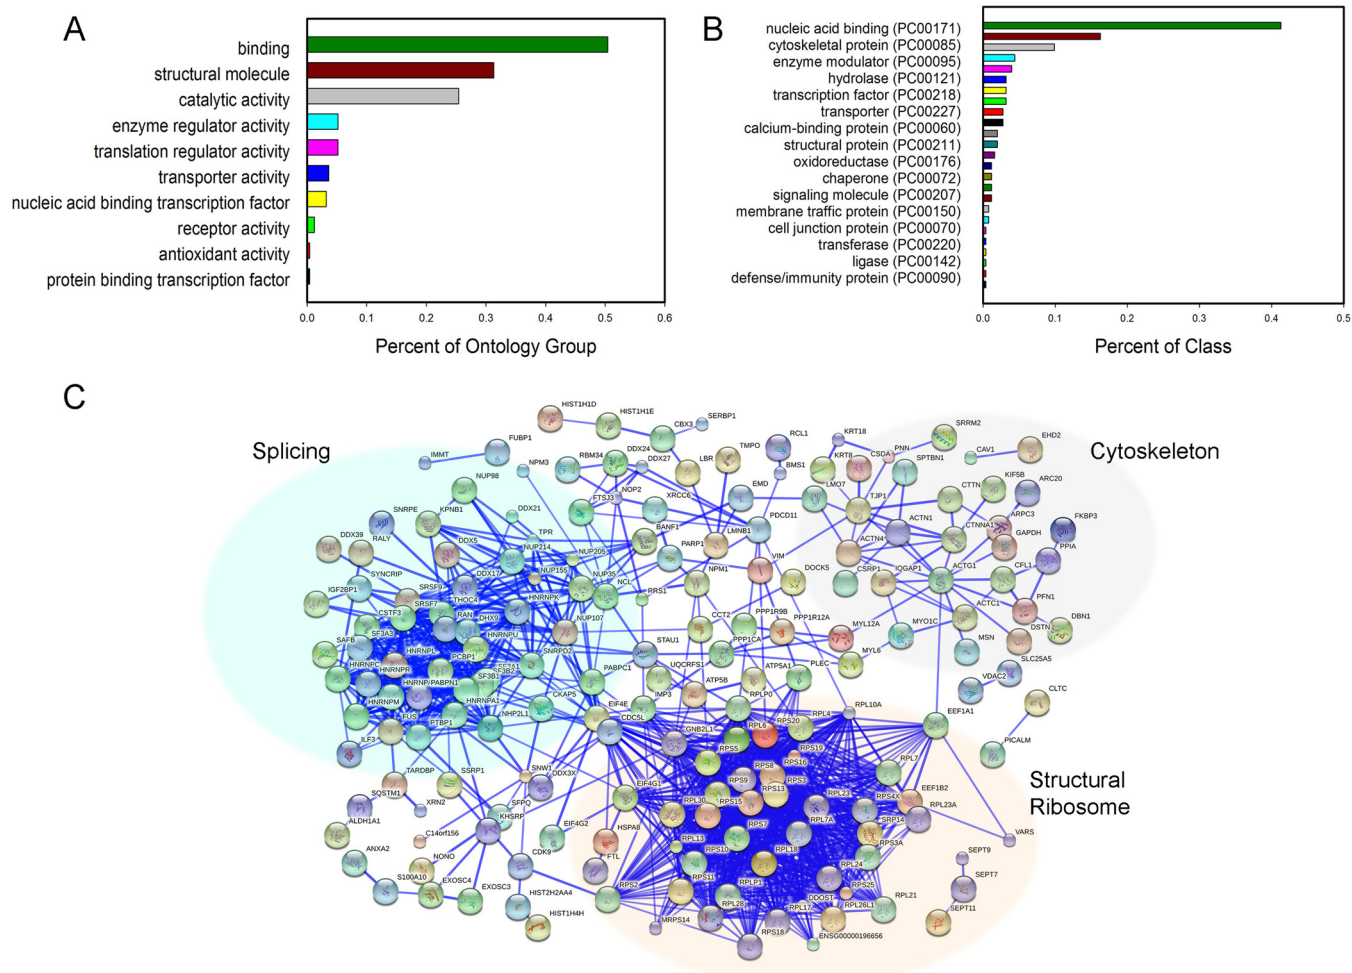 A
binding
structural molecule
catalytic activity
enzyme regulator activity
translation regulator activity
transporter activity
nucleic acid binding transcription factor
receptor activity
antioxidant activity
protein binding transcription factor
0.0 0.1 0.2 0.3 0.4 0.5 0.6
Percent of Ontology Group
B
nucleic acid binding (PC00171)
cytoskeletal protein (PC00085)
enzyme modulator (PC00095)
hydrolase (PC00121)
transcription factor (PC00218)
transporter (PC00227)
calcium-binding protein (PC00060)
structural protein (PC00211)
oxidoreductase (PC00176)
chaperone (PC00072)
signaling molecule (PC00207)
membrane traffic protein (PC00150)
cell junction protein (PC00070)
transferase (PC00220)
ligase (PC00142)
defense/immunity protein (PC00090)
0.0 0.1 0.2 0.3 0.4 0.5
Percent of Class
C
Splicing
Cytoskeleton
Structural
Ribosome
HIST1H1D
HIST1H1E
SERBP1
CBX3
FUBP1
IMMT
NPM3
RBM34
DDX24
DDX27
LBR
TMPO
RCL1
BMS1
KRT18
KRT8
CSDA
PNN
SRRM2
SPTBN1
CAV1
EHD2
NUP98
NOP2
FTSJ3
XRCC6
EMD
LMO7
TJP1
CTTN
KIF5B
ARC20
SNRPE
KPNB1
DDX21
RALY
TPR
BANF1
PDCD11
LMNB1
ACTN1
CTNNA1
ARPC3
GAPDH
FKBP3
DDX39
DDX5
NUP214
NUP205
PARP1
VIM
ACTN4
PPIA
SYNCRIP
DDX17
NUP155
NUP35
NCL
NPM1
DOCK5
CSRP1
IQGAP1
ACTG1
CFL1
IGF2BP1
SRSF9
SRSF7
THOC4
HNRNPK
RRS1
PFN1
CSTF3
RAN
DHX9
NUP107
CCT2
PPP1R9B
PPP1R12A
MYL12A
MYO1C
ACTC1
DSTN
DBN1
SAFB
SF3A3
HNRNPU
STAU1
PPP1CA
MSN
HNRNPL
PCBP1
SNRPD2
MYL6
SLC25A5
HNRNPC
HNRNPR
SF3B2
SF3B1
PABPC1
UQCRFS1
ATP5A1
PLEC
VDAC2
HNRNPM
PABPN1
HNRNPA1
CKAP5
IMP3
ATP5B
CLTC
FUS
PTBP1
NHP2L1
EIF4E
RPLP0
RPL4
RPL10A
EEF1A1
CDC5L
GNB2L1
RPL6
RPS20
PICALM
ILF3
RPS5
RPS19
RPL7
TARDBP
SSRP1
SNW1
DDX3X
EIF4G1
RPS8
RPS16
RPS9
RPS3
RPS13
SQSTM1
XRN2
SFPQ
RPL30
RPS15
RPL23
RPS4X
EEF1B2
RPL23A
ALDH1A1
KHSRP
EIF4G2
HSPA8
RPS7
RPL7A
SRP14
C14orf156
RPL13
RPS3A
VARS
ANXA2
NONO
CDK9
FTL
RPS10
RPL18
SEPT9
S100A10
EXOSC4
EXOSC3
RPS2
RPS11
RPLP1
RPL24
SEPT7
HIST2H2AA4
RPL28
DDOST
RPS25
RPL21
SEPT11
HIST1H4H
MRPS14
RPL17
RPL26L1
RPS18
ENSG00000196656